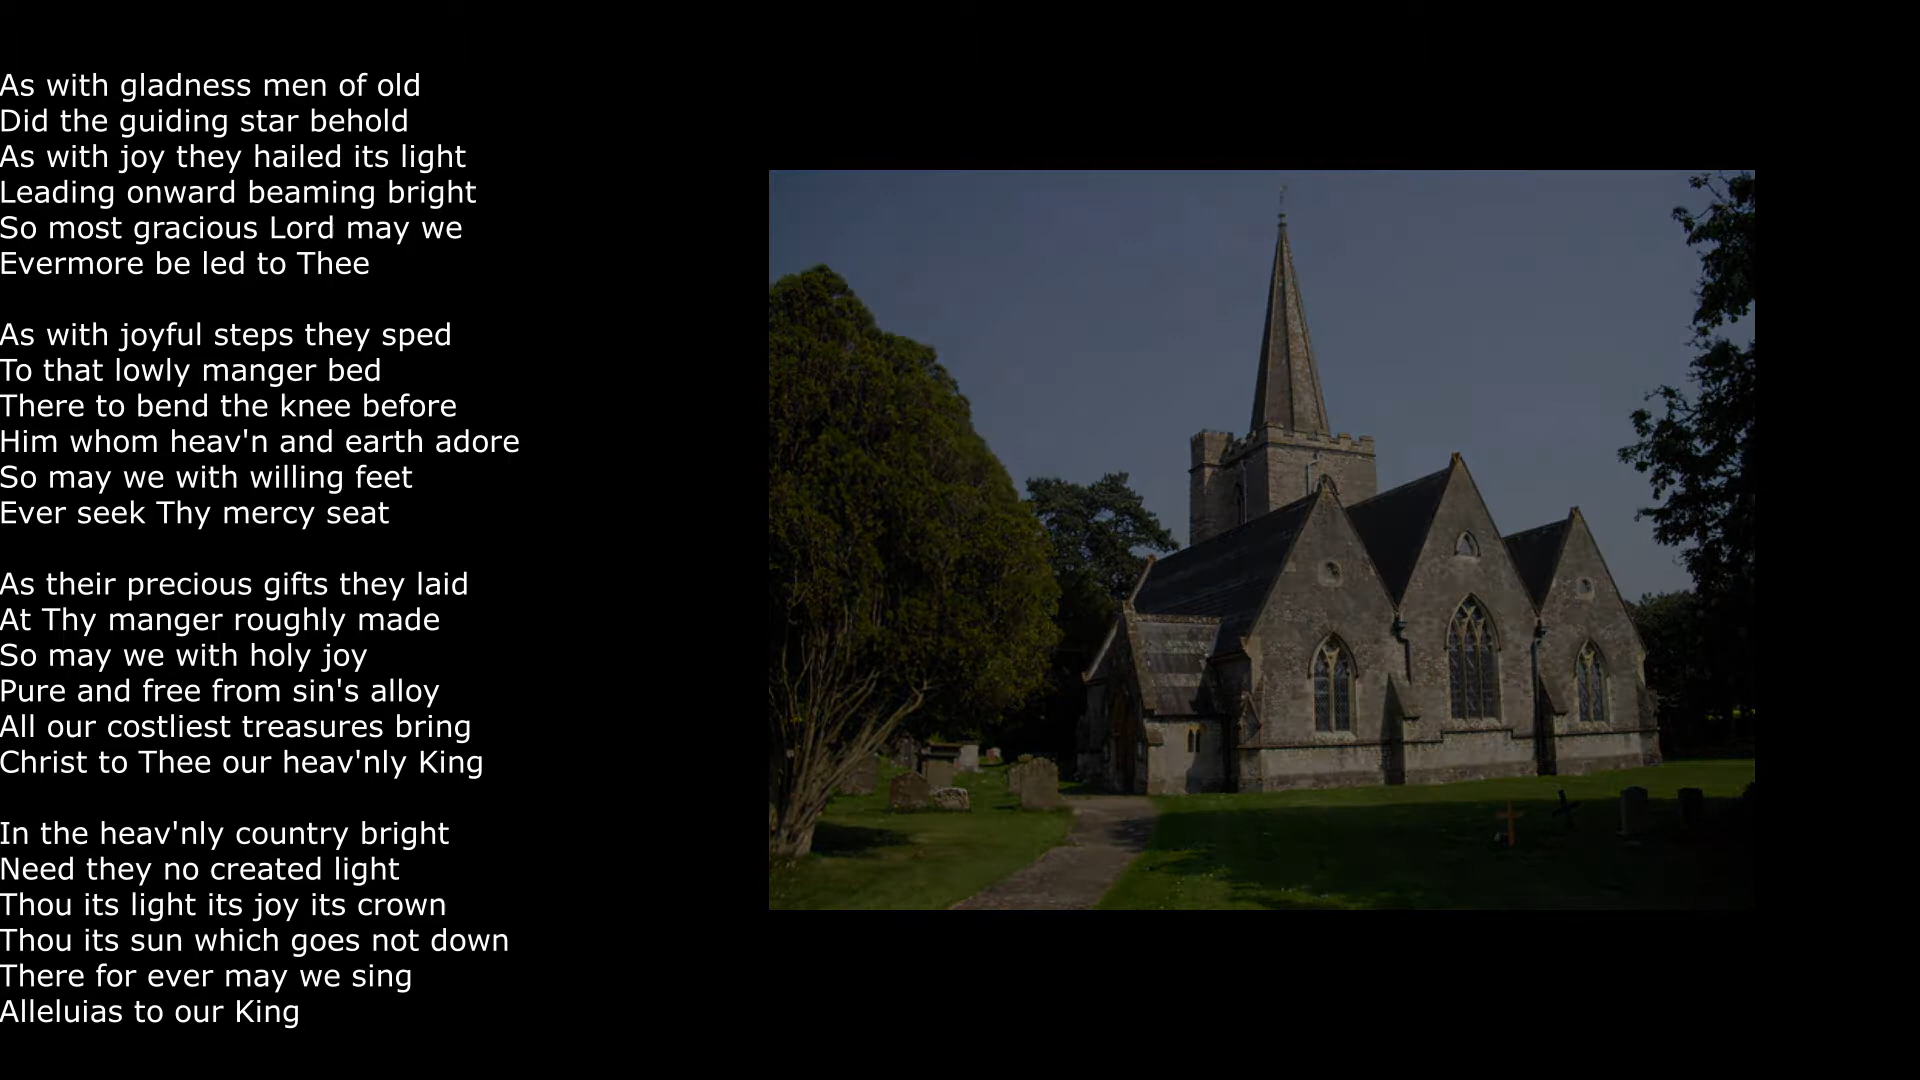 As with gladness men of old
Did the guiding star behold
As with joy they hailed its light
Leading onward beaming bright
So most gracious Lord may we
Evermore be led to Thee

As with joyful steps they sped
To that lowly manger bed
There to bend the knee before
Him whom heav'n and earth adore
So may we with willing feet
Ever seek Thy mercy seat

As their precious gifts they laid
At Thy manger roughly made
So may we with holy joy
Pure and free from sin's alloy
All our costliest treasures bring
Christ to Thee our heav'nly King

In the heav'nly country bright
Need they no created light
Thou its light its joy its crown
Thou its sun which goes not down
There for ever may we sing
Alleluias to our King